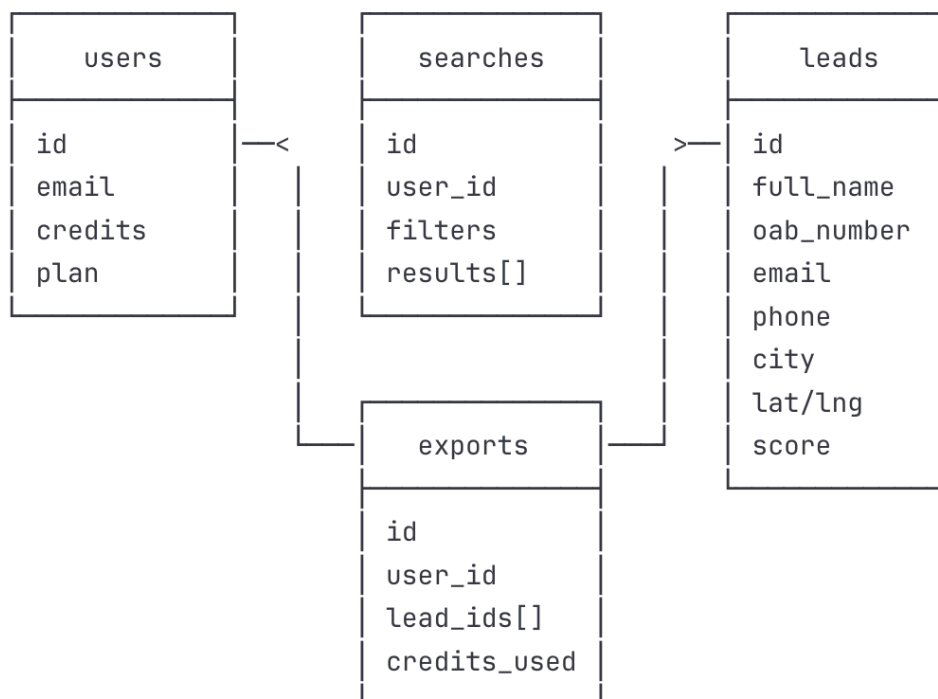 users
id
email
credits
plan
searches
id
user_id
filters
results[]
leads
id
full_name
oab_number
email
phone
city
lat/lng
score
exports
id
user_id
lead_ids[]
credits_used